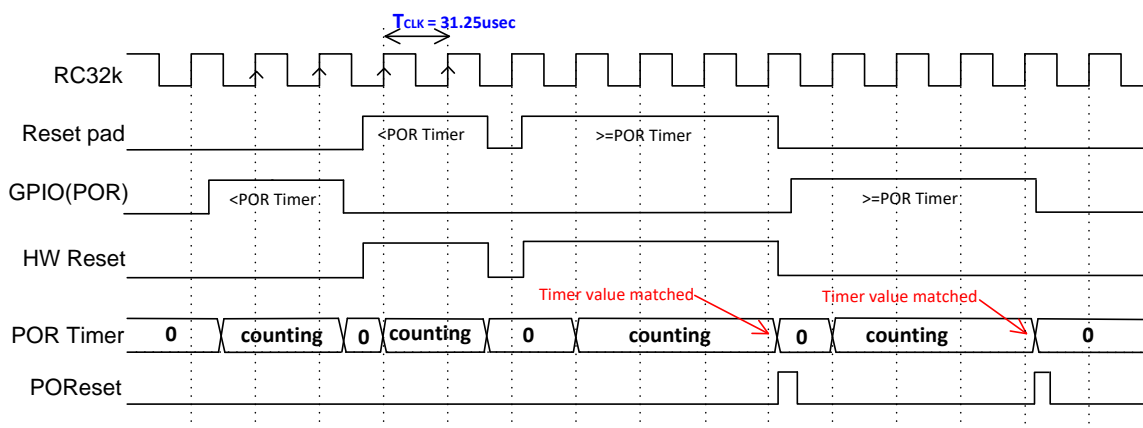 TCLK = 31.25usec
RC32k
Reset pad
<POR Timer
>=POR Timer
GPIO(POR)
<POR Timer
>=POR Timer
HW Reset
Timer value matched
Timer value matched
POR Timer
0
counting
0
counting
0
counting
0
counting
0
POReset